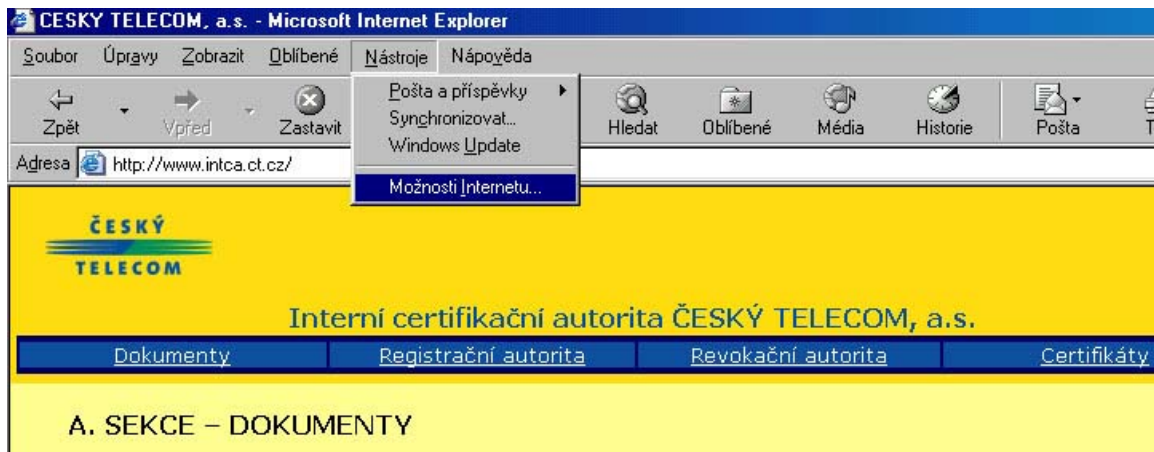 ČESKY TELECOM, a.s. - Microsoft Internet Explorer
Soubor Úpravy Zobrazit Oblíbené Nástroje Nápověda
Pošta a příspěvky
Synchronizovat...
Windows Update
Možnosti Internetu...
Zpět Vpřed Zastavit Hledat Oblíbené Média Historie Pošta T
Adresa http://www.intca.ct.cz/
ČESKÝ
TELECOM
Interní certifikační autorita ČESKÝ TELECOM, a.s.
Dokumenty Registrační autorita Revokační autorita Certifikáty
A. SEKCE – DOKUMENTY